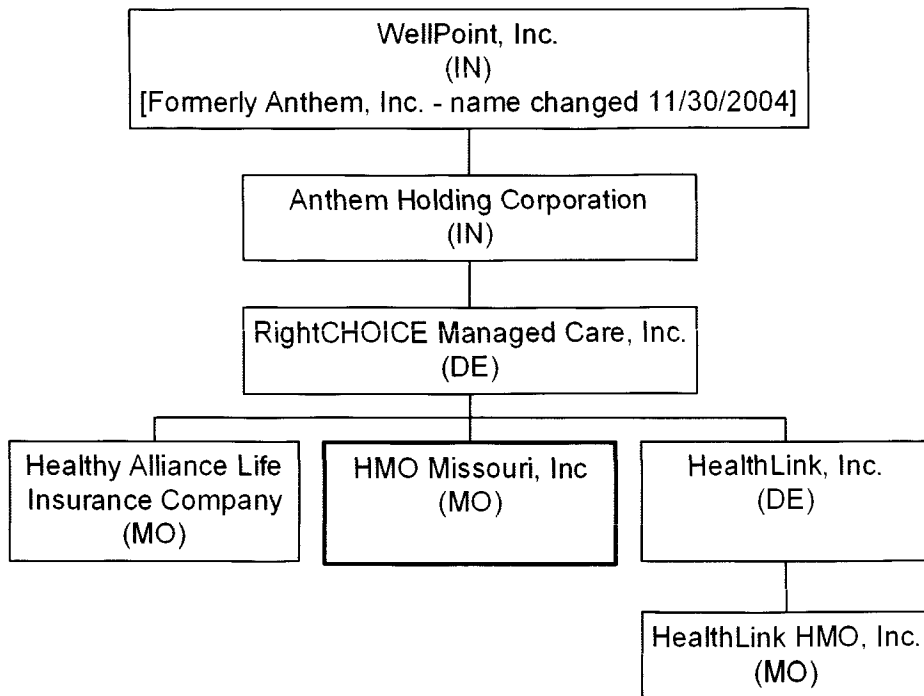 WellPoint, Inc.
(IN)
[Formerly Anthem, Inc. - name changed 11/30/2004]
Anthem Holding Corporation
(IN)
RightCHOICE Managed Care, Inc.
(DE)
Healthy Alliance Life
Insurance Company
(MO)
HMO Missouri, Inc
(MO)
HealthLink, Inc.
(DE)
HealthLink HMO, Inc.
(MO)